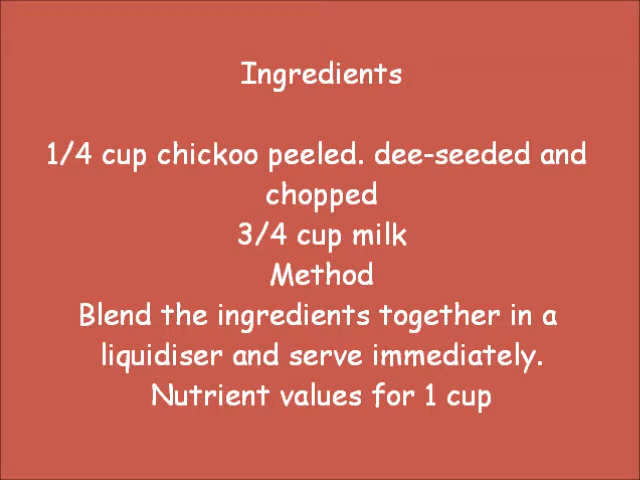 Ingredients
1/4 cup chickoo peeled. dee-seeded and
chopped
3/4 cup milk
Method
Blend the ingredients together in a
liquidiser and serve immediately.
Nutrient values for 1 cup